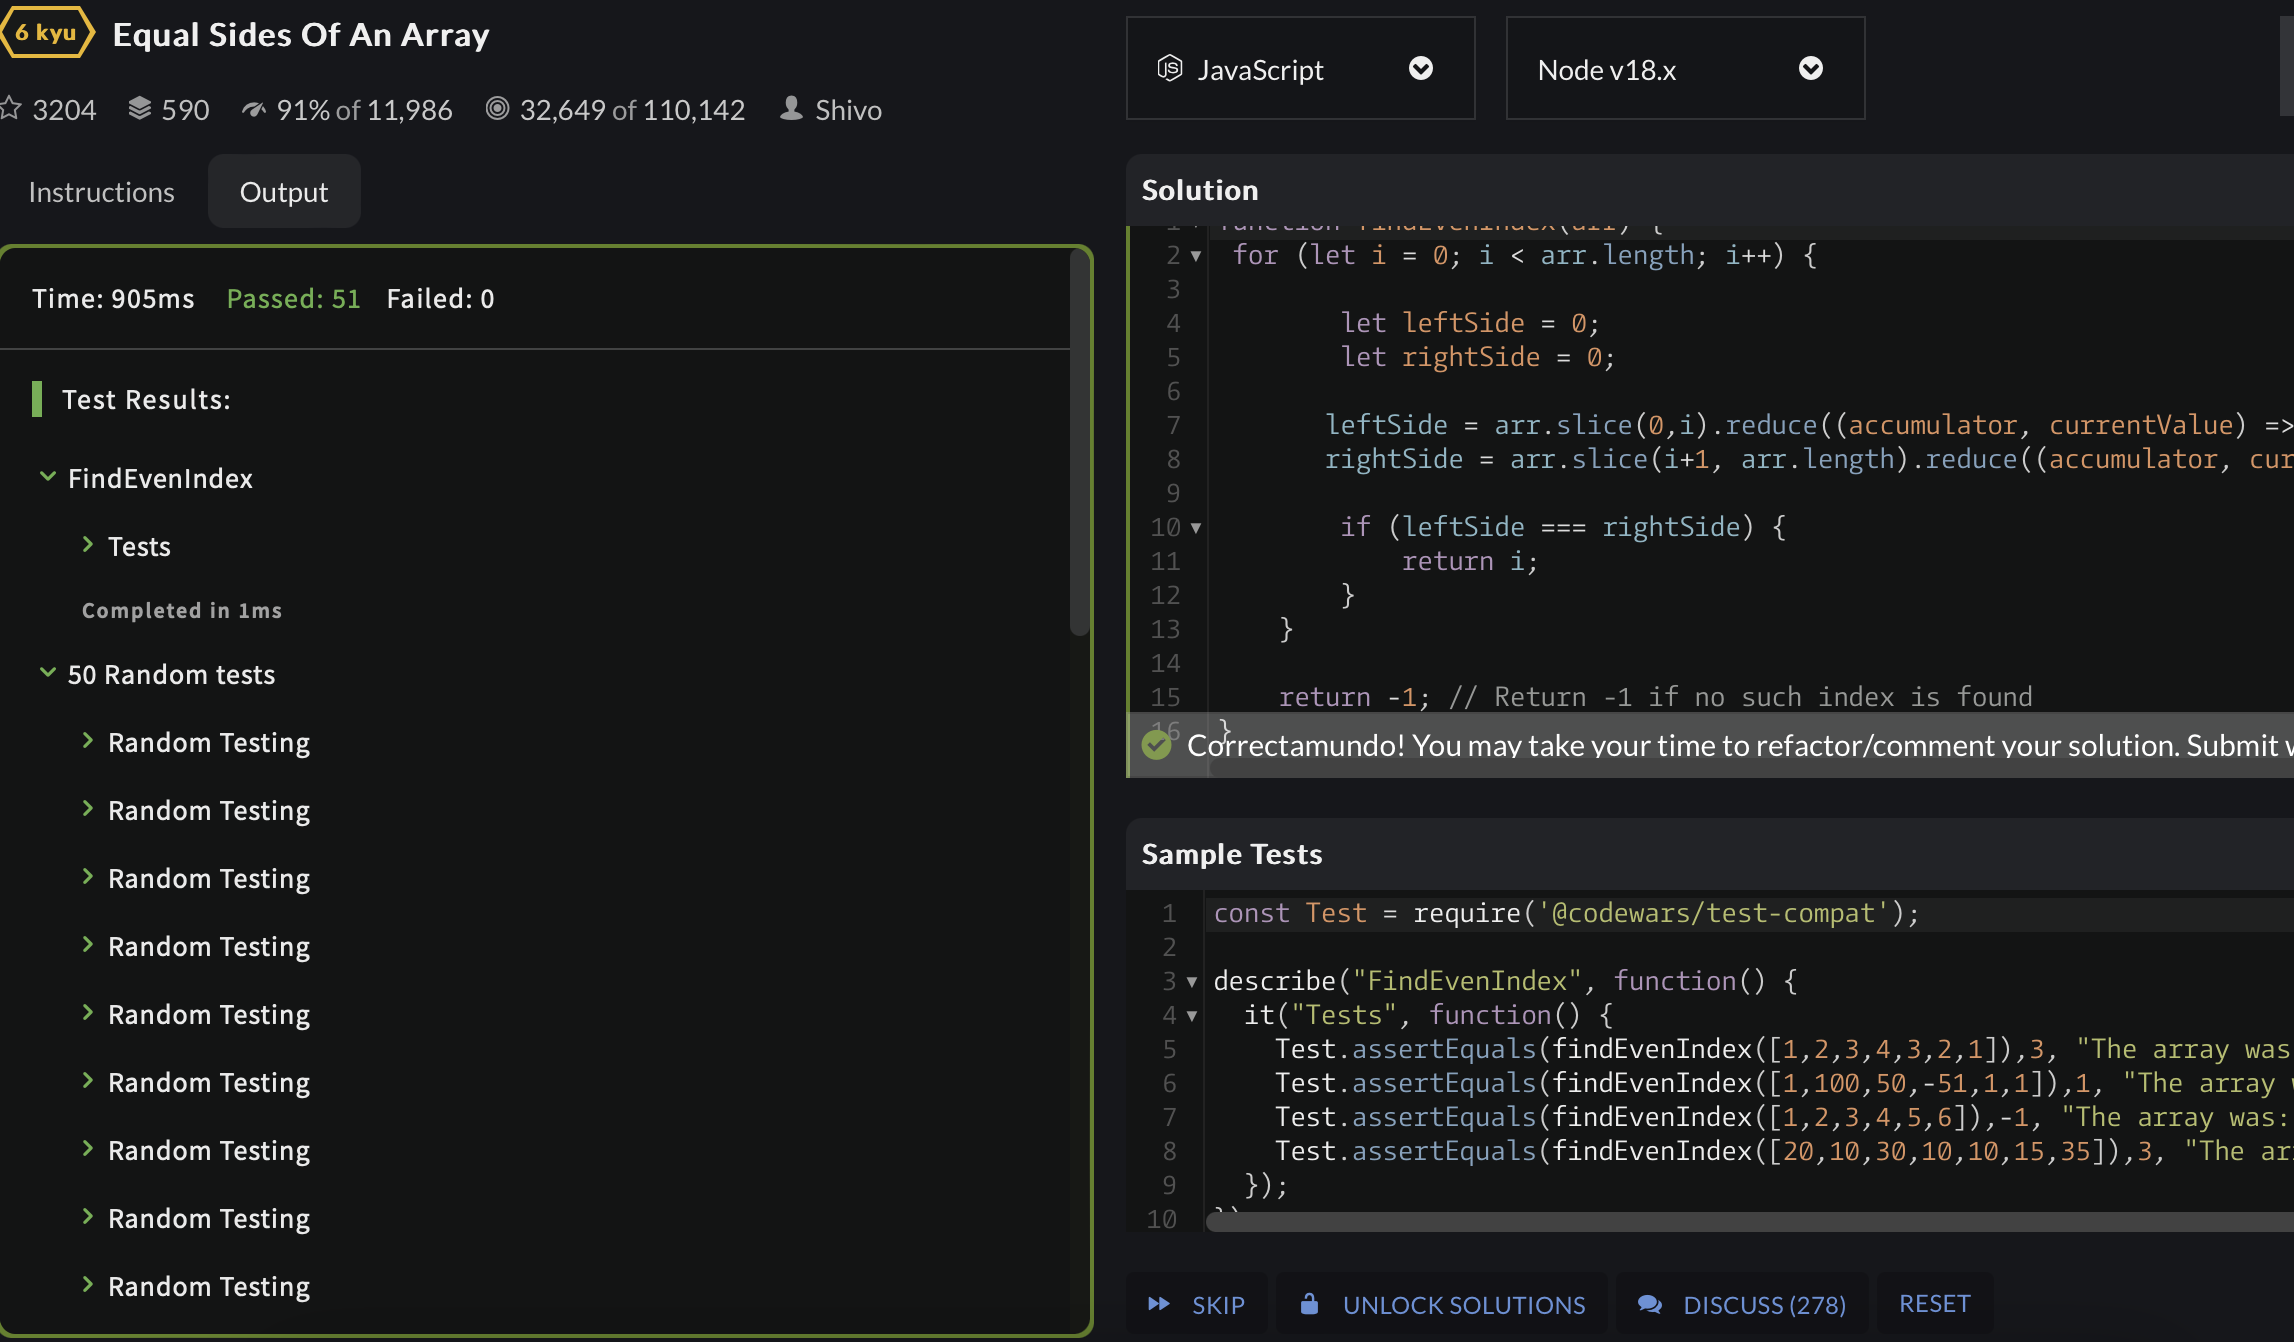 6 kyu Equal Sides Of An Array
3204 590 91% of 11,986 32,649 of 110,142 Shivo
Instructions Output
Time: 905ms Passed: 51 Failed: 0
Test Results:
FindEvenIndex
Tests
Completed in 1ms
50 Random tests
Random Testing
Random Testing
Random Testing
Random Testing
Random Testing
Random Testing
Random Testing
Random Testing
Random Testing
JavaScript Node v18.x
Solution
1 function findEvenIndex(arr) {
2 for (let i = 0; i < arr.length; i++) {
3
4 let leftSide = 0;
5 let rightSide = 0;
6
7 leftSide = arr.slice(0,i).reduce((accumulator, currentValue) =>
8 rightSide = arr.slice(i+1, arr.length).reduce((accumulator, cur
9
10 if (leftSide === rightSide) {
11 return i;
12 }
13 }
14
15 return -1; // Return -1 if no such index is found
16 }
Correctamundo! You may take your time to refactor/comment your solution. Submit
Sample Tests
1 const Test = require('@codewars/test-compat');
2
3 describe("FindEvenIndex", function() {
4 it("Tests", function() {
5 Test.assertEquals(findEvenIndex([1,2,3,4,3,2,1]),3, "The array was
6 Test.assertEquals(findEvenIndex([1,100,50,-51,1,1]),1, "The array
7 Test.assertEquals(findEvenIndex([1,2,3,4,5,6]),-1, "The array was:
8 Test.assertEquals(findEvenIndex([20,10,30,10,10,15,35]),3, "The ar
9 });
10 })
SKIP UNLOCK SOLUTIONS DISCUSS (278) RESET